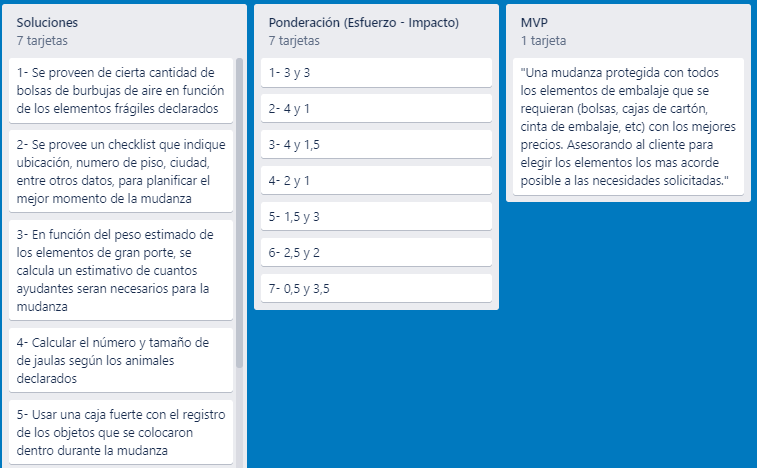 Soluciones
7 tarjetas
1- Se proveen de cierta cantidad de
bolsas de burbujas de aire en función
de los elementos frágiles declarados
2- Se provee un checklist que indique
ubicación, numero de piso, ciudad,
entre otros datos, para planificar el
mejor momento de la mudanza
3- En función del peso estimado de
los elementos de gran porte, se
calcula un estimativo de cuantos
ayudantes seran necesarios para la
mudanza
4- Calcular el número y tamaño de
de jaulas según los animales
declarados
5- Usar una caja fuerte con el registro
de los objetos que se colocaron
dentro durante la mudanza
Ponderación (Esfuerzo - Impacto)
7 tarjetas
1- 3 y 3
2- 4 y 1
3- 4 y 1,5
4- 2 y 1
5- 1,5 y 3
6- 2,5 y 2
7- 0,5 y 3,5
MVP
1 tarjeta
"Una mudanza protegida con todos
los elementos de embalaje que se
requieran (bolsas, cajas de cartón,
cinta de embalaje, etc) con los mejores
precios. Asesorando al cliente para
elegir los elementos los mas acorde
posible a las necesidades solicitadas."